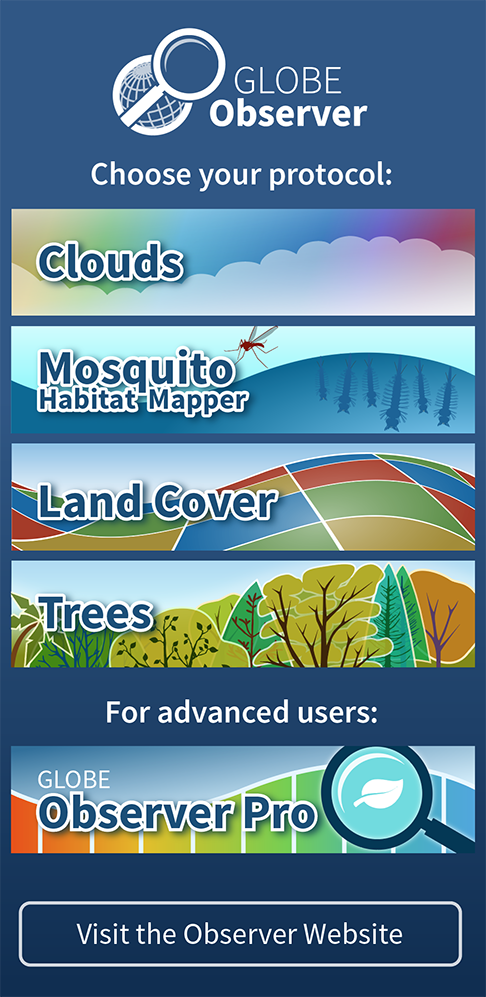 GLOBE
Observer
Choose your protocol:
Clouds
Mosquito
Habitat Mapper
Land Cover
Trees
For advanced users:
GLOBE
Observer Pro
Visit the Observer Website